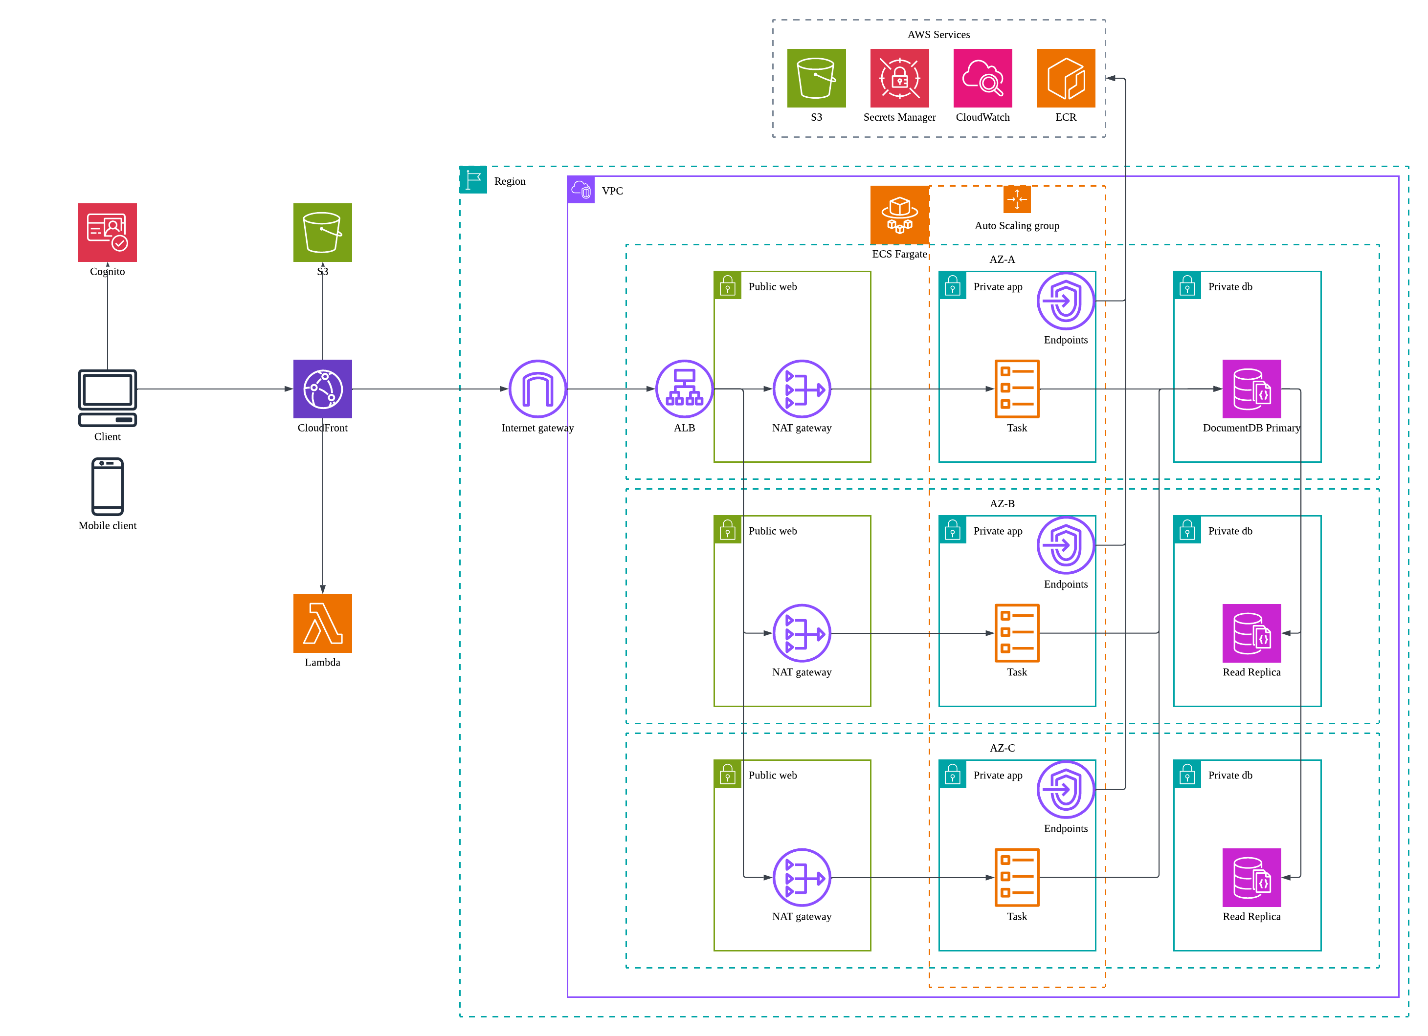 AWS Services
S3
Secrets Manager
CloudWatch
ECR
Region
VPC
ECS Fargate
Auto Scaling group
Cognito
S3
Client
CloudFront
Mobile client
Lambda
Internet gateway
ALB
AZ-A
Public web
Private app
Private db
Endpoints
NAT gateway
Task
DocumentDB Primary
AZ-B
Public web
Private app
Private db
Endpoints
NAT gateway
Task
Read Replica
AZ-C
Public web
Private app
Private db
Endpoints
NAT gateway
Task
Read Replica